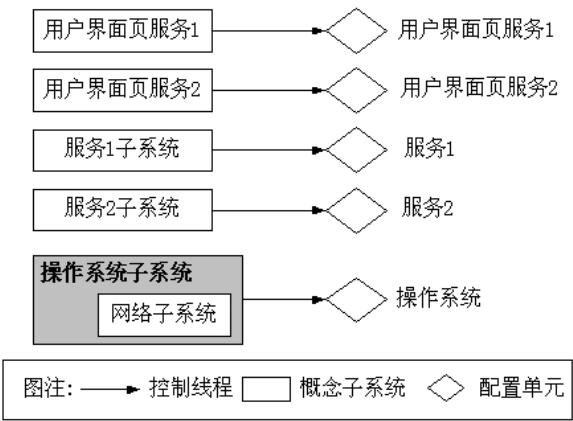 用户界面页服务1 用户界面页服务1
用户界面页服务2 用户界面页服务2
服务1子系统 服务1
服务2子系统 服务2
操作系统子系统
网络子系统 操作系统
图注: 控制线程 概念子系统 配置单元